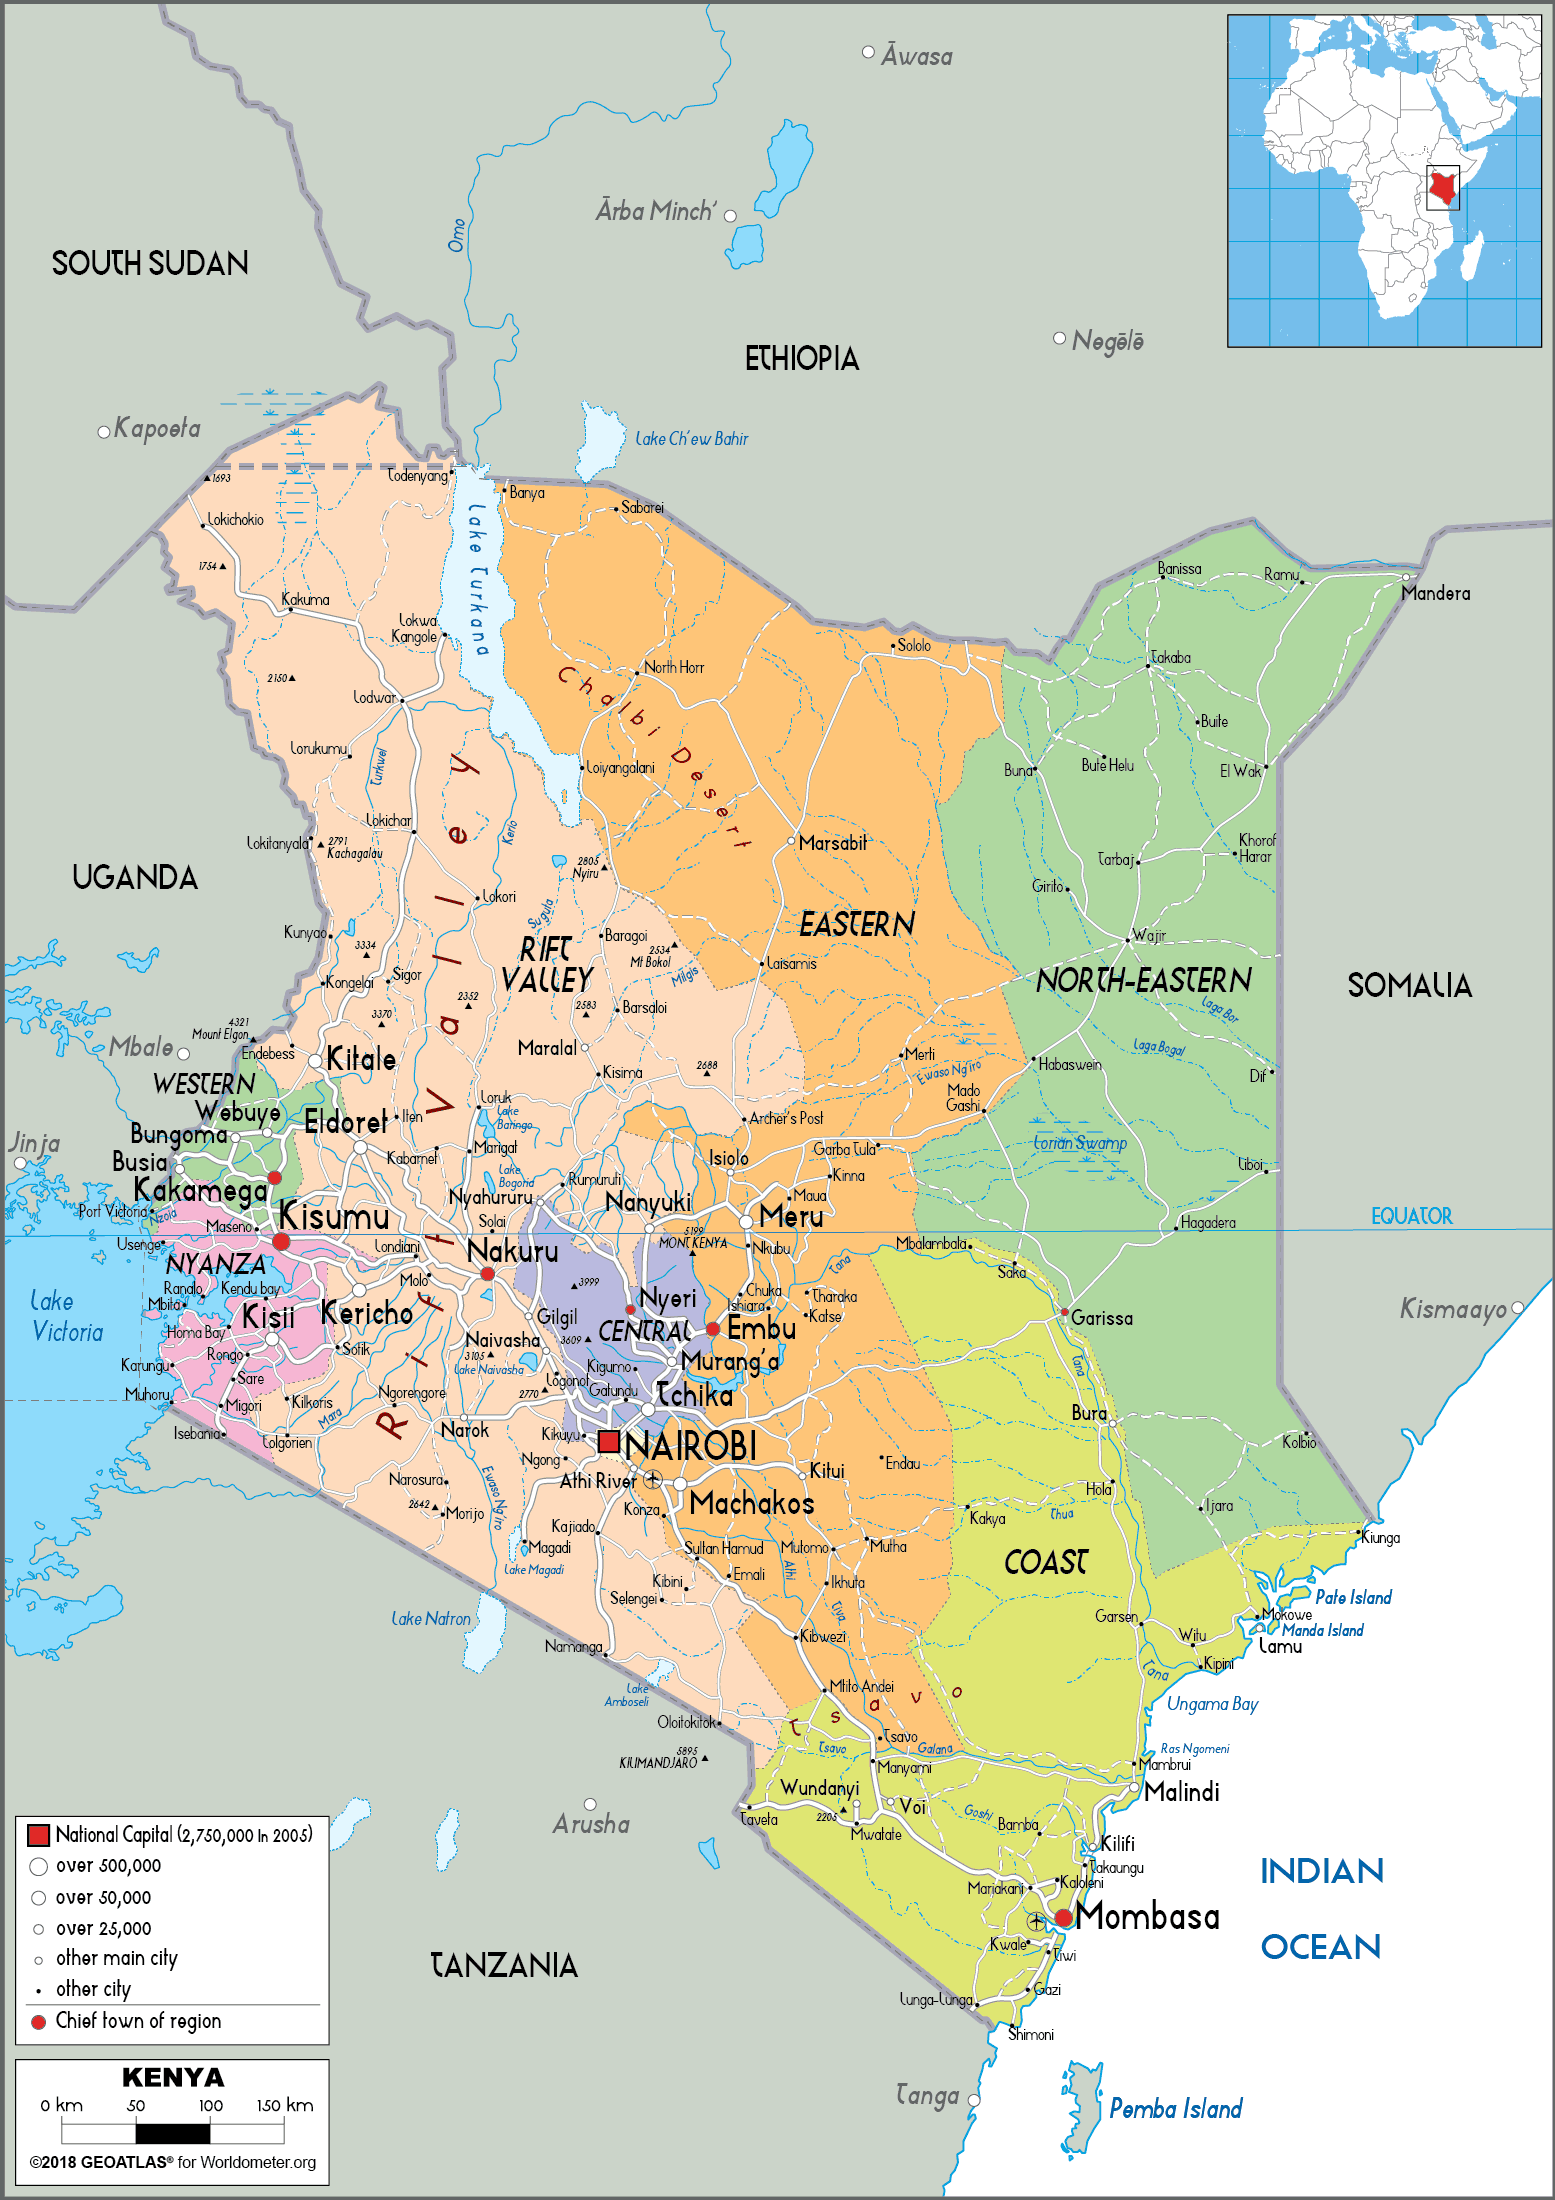 Āwasa
Ārba Minch'
Omo
SOUTH SUDAN
ETHIOPIA
Negēlē
Kapoeta
Lake Ch'ew Bahir
1693
Todenyang
Banya
Sabarei
Lokichokio
Lake Turkana
1754
Banissa
Ramu
Mandera
Kakuma
Lokwa
Kangole
Sololo
Takaba
2150
North Horr
Chalbi Desert
Lodwar
Buite
Lorukumu
Turkwel
Loiyangalani
Buna
Bute Helu
El Wak
Lokichar
Kerio
Lokitanyala
2791
Kachagalau
Marsabit
Khorof
Harar
Tarbaj
2805
Nyiru
UGANDA
Girito
Lokori
Suguta
EASTERN
Kunyao
3334
RIFT
VALLEY
Baragoi
2534
Mt Bokol
Wajir
Laisamis
Milgis
NORTH-EASTERN
SOMALIA
Kongelai
Sigor
2352
2583
Barsaloi
Laga Bor
3370
4321
Mount Elgon
Mbale
Endebess
Kitale
Maralal
Merti
Laga Bogal
Kisima
2688
Ewaso Ng'iro
Habaswein
Dif
WESTERN
Mado
Gashi
Webuye
Eldoret
Iten
Loruk
Lake
Baringo
Archer's Post
Bungoma
Jinja
Kabarnet
Marigat
Garba Tula
Lorian Swamp
Busia
Lake
Bogoria
Isiolo
Liboi
Kakamega
Rumuruti
Kinna
Nyahururu
Nanyuki
Maua
Port Victoria
Nzoia
Kisumu
Solai
Meru
Hagadera
EQUATOR
Maseno
Usenge
Londiani
Nakuru
5199
MONT KENYA
Nkubu
Mbalambala
NYANZA
Molo
Tana
Saka
Ranalo
Kendu bay
Mbita
3999
Nyeri
Chuka
Tharaka
Ishiara
Katse
Lake
Victoria
Kisii
Kericho
Gilgil
CENTRAL
Embu
Garissa
Kismaayo
Homa Bay
Sotik
Naivasha
3609
Rongo
3105
Lake Naivasha
Murang'a
Karungu
Kigumo
Tana
Sare
Logonot
Muhoru
Ngorengore
2770
Gatundu
Tchika
Migori
Kilkoris
Bura
Isebania
Mara
Narok
Kikuyu
NAIROBI
Lolgorien
Kolbio
Ngong
Rift Valley
Athi River
Kitui
Endau
Narosura
Ewaso Ng'iro
Machakos
Hola
2642
Morijo
Konza
Kakya
Thua
Ijara
Kajiado
Magadi
Sultan Hamud
Mutomo
Mutha
Kiunga
Lake Magadi
Emali
Athi
COAST
Kibini
Ikhuta
Selengei
Pate Island
Lake Natron
Tiva
Garsen
Mokowe
Manda Island
Namanga
Kibwezi
Witu
Lamu
Kipini
Tana
Lake
Amboseli
Mtito Andei
Ungama Bay
Tsavo
Oloitokitok
Tsavo
Tsavo
Galana
Ras Ngomeni
5895
KILIMANDJARO
Manyami
Mambrui
Wundanyi
Malindi
Arusha
Taveta
2205
Voi
Goshi
Mwatate
Bamba
Kilifi
Takaungu
Mariakani
Kaloleni
INDIAN
OCEAN
Mombasa
TANZANIA
Kwale
Tiwi
Lunga-Lunga
Gazi
Shimoni
Tanga
Pemba Island
National Capital (2,750,000 In 2005)
over 500,000
over 50,000
over 25,000
other main city
other city
Chief town of region
KENYA
0 km 50 100 150 km
©2018 GEOATLAS® for Worldometer.org